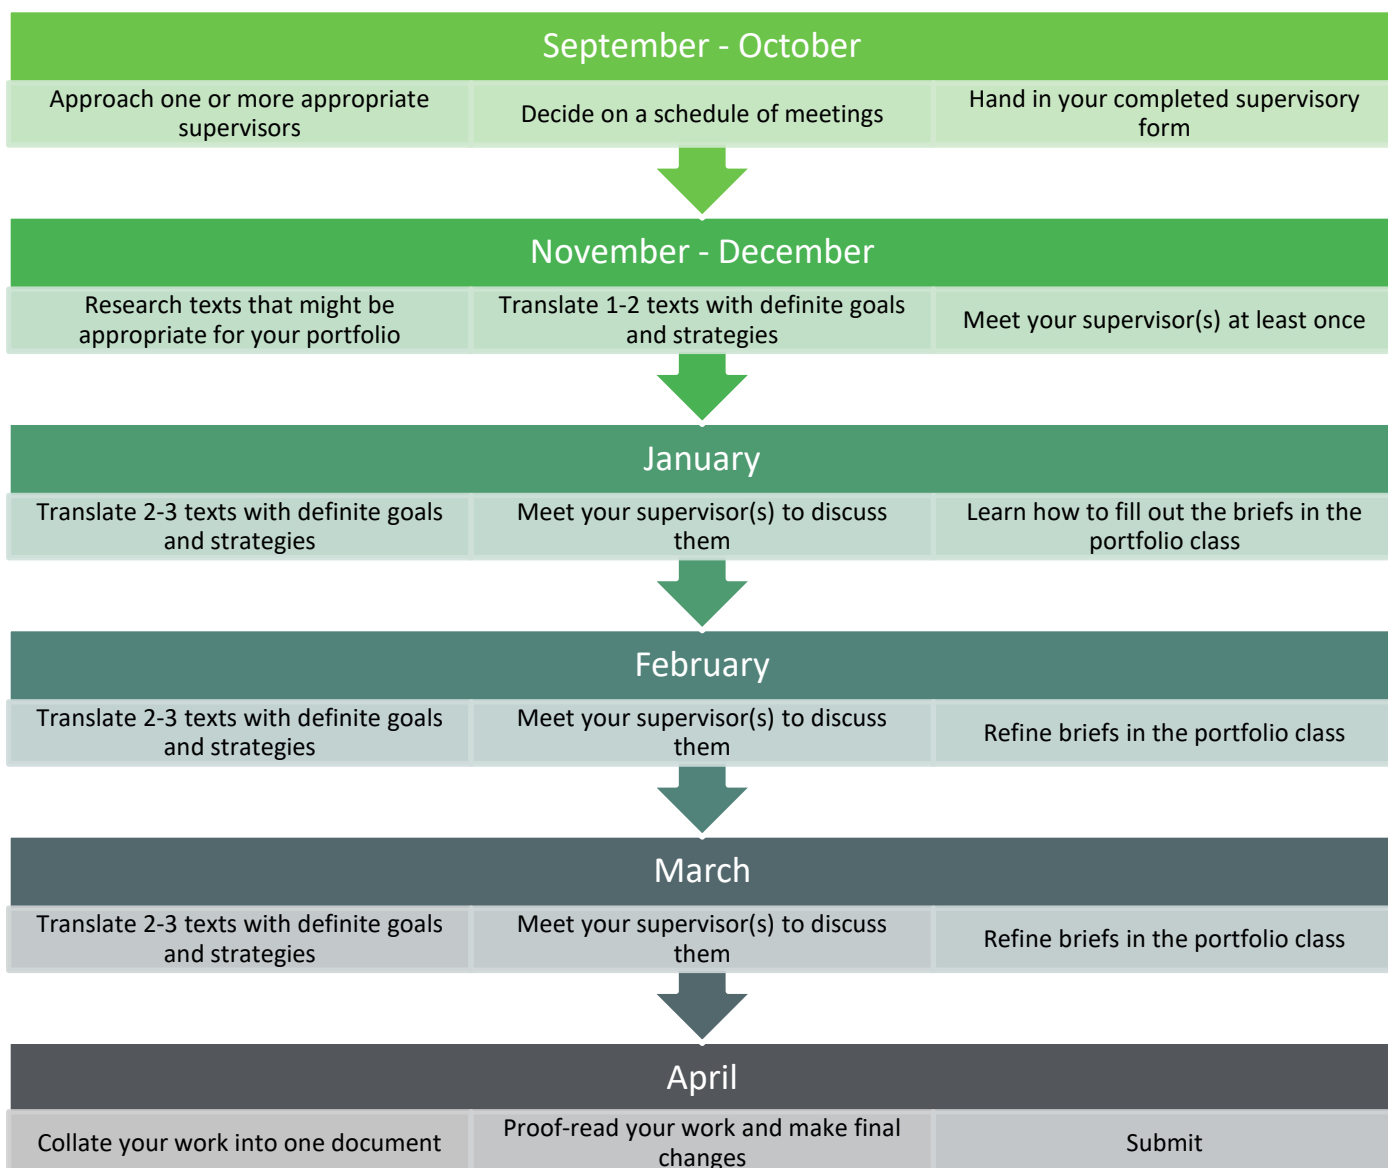 September - October
Approach one or more appropriate
supervisors
Decide on a schedule of meetings
Hand in your completed supervisory
form
November - December
Research texts that might be
appropriate for your portfolio
Translate 1-2 texts with definite goals
and strategies
Meet your supervisor(s) at least once
January
Translate 2-3 texts with definite goals
and strategies
Meet your supervisor(s) to discuss
them
Learn how to fill out the briefs in the
portfolio class
February
Translate 2-3 texts with definite goals
and strategies
Meet your supervisor(s) to discuss
them
Refine briefs in the portfolio class
March
Translate 2-3 texts with definite goals
and strategies
Meet your supervisor(s) to discuss
them
Refine briefs in the portfolio class
April
Collate your work into one document
Proof-read your work and make final
changes
Submit